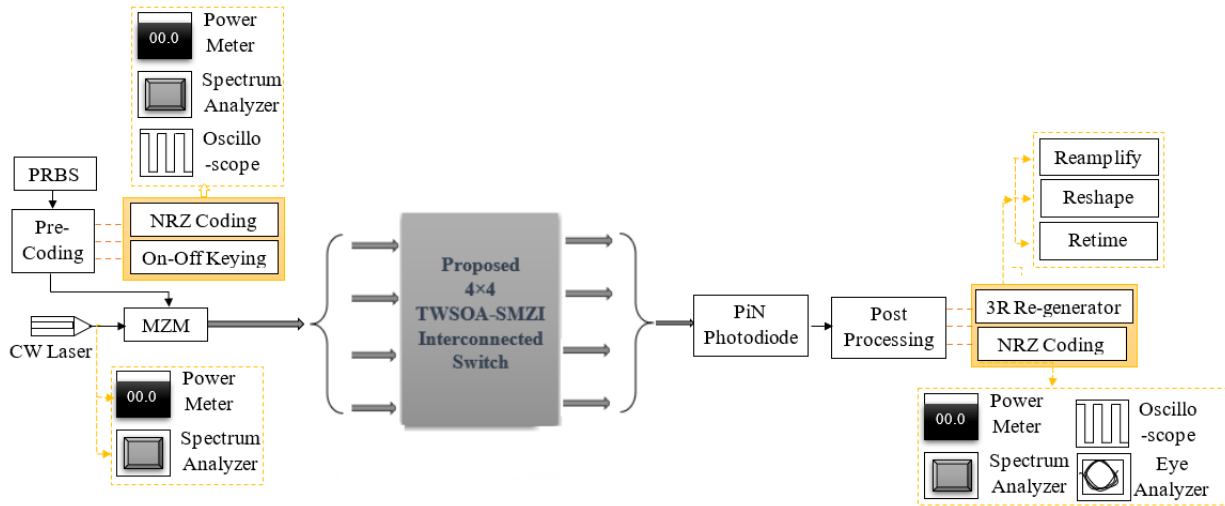 00.0
Power
Meter
Spectrum
Analyzer
Oscillo
-scope
PRBS
Pre-
Coding
NRZ Coding
On-Off Keying
CW Laser
MZM
00.0
Power
Meter
Spectrum
Analyzer
Proposed
4×4
TWSOA-SMZI
Interconnected
Switch
PiN
Photodiode
Post
Processing
Reamplify
Reshape
Retime
3R Re-generator
NRZ Coding
00.0
Power
Meter
Spectrum
Analyzer
Oscillo
-scope
Eye
Analyzer